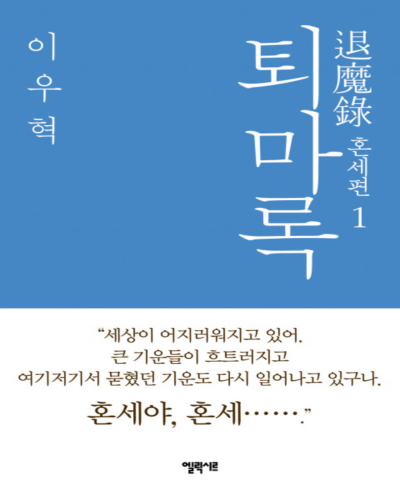 이우혁
퇴마록
退魔錄
혼세편 1
“세상이 어지러워지고 있어.
큰 기운들이 흐트러지고
여기저기서 묻혔던 기운도 다시 일어나고 있구나.
혼세야, 혼세…….”
엘릭시르